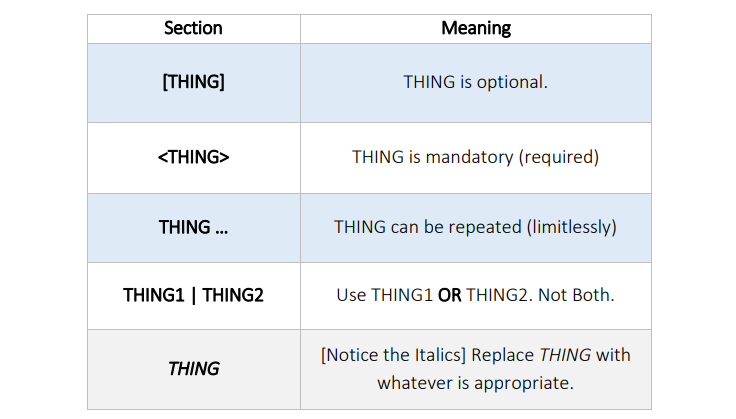 Section Meaning
[THING] THING is optional.
<THING> THING is mandatory (required)
THING ... THING can be repeated (limitlessly)
THING1 | THING2 Use THING1 OR THING2. Not Both.
THING [Notice the Italics] Replace THING with
whatever is appropriate.